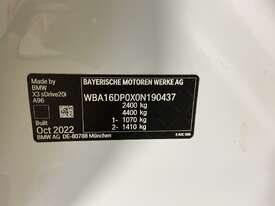 Made by
BMW
X3 sDrive20i
A96
Built
Oct 2022
BMW AG DE-80788 München
BAYERISCHE MOTOREN WERKE AG
WBA16DP0X0N190437
2400 kg
4400 kg
1- 1070 kg
2- 1410 kg